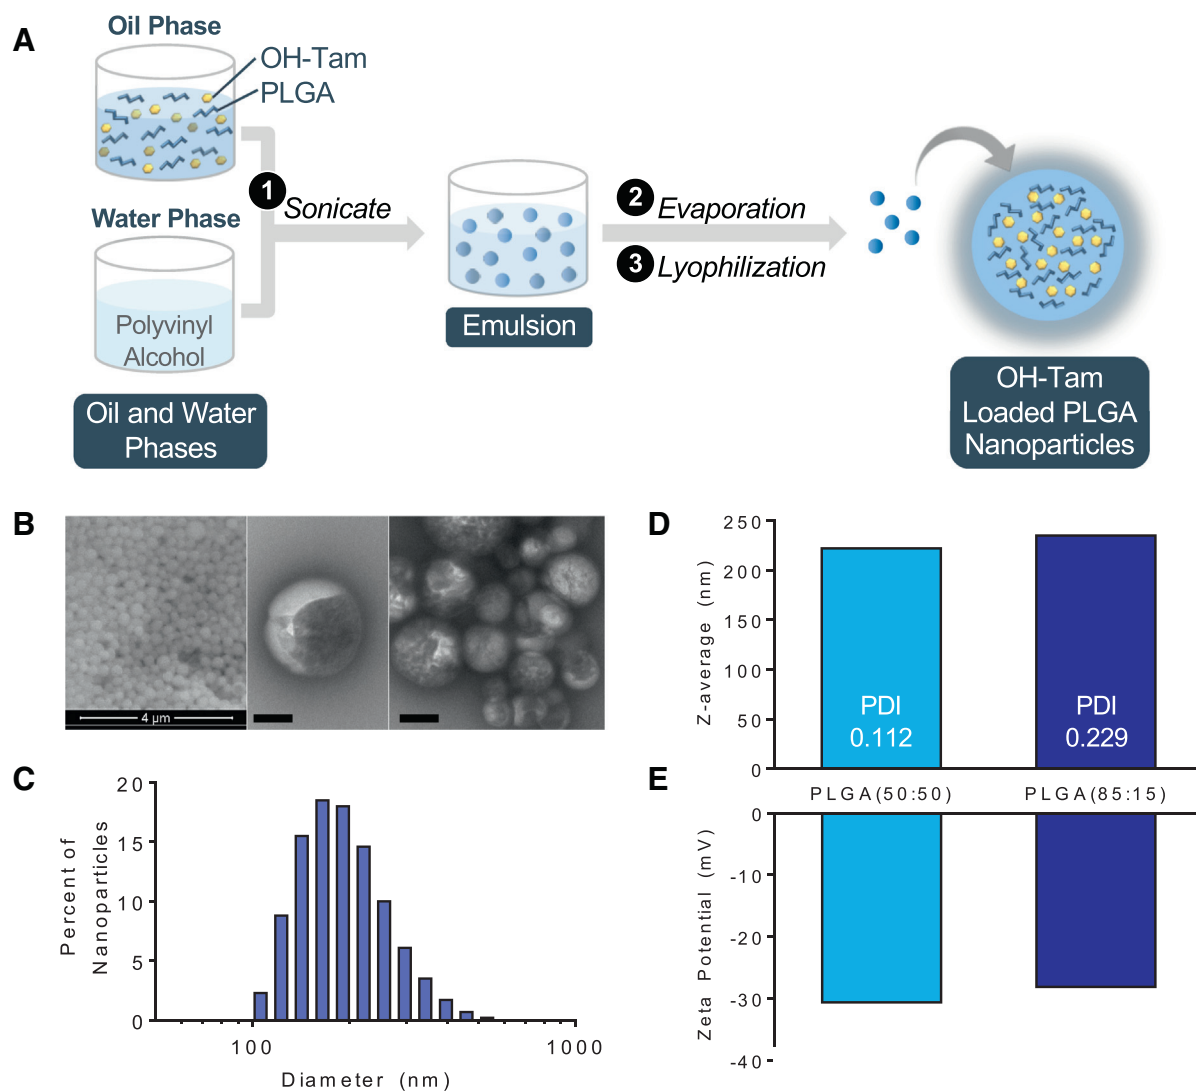 A
Oil Phase
OH-Tam
PLGA
Water Phase
Polyvinyl
Alcohol
Oil and Water
Phases
1
Sonicate
Emulsion
2
Evaporation
3
Lyophilization
OH-Tam
Loaded PLGA
Nanoparticles
B
4 µm
C
Percent of
Nanoparticles
20
15
10
5
0
100
1000
Diameter (nm)
D
Z-average (nm)
250
200
150
100
50
0
PDI
0.112
PDI
0.229
E
PLGA(50:50)
PLGA(85:15)
Zeta Potential (mV)
0
-10
-20
-30
-40